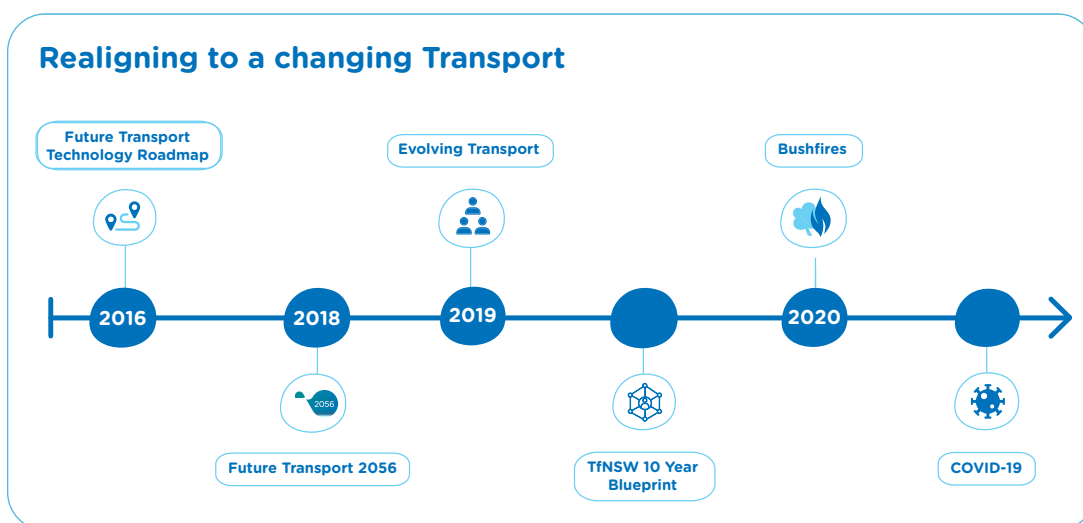 Realigning to a changing Transport
Future Transport
Technology Roadmap
Evolving Transport
Bushfires
2016
2018
2019
2020
2056
Future Transport 2056
TfNSW 10 Year
Blueprint
COVID-19